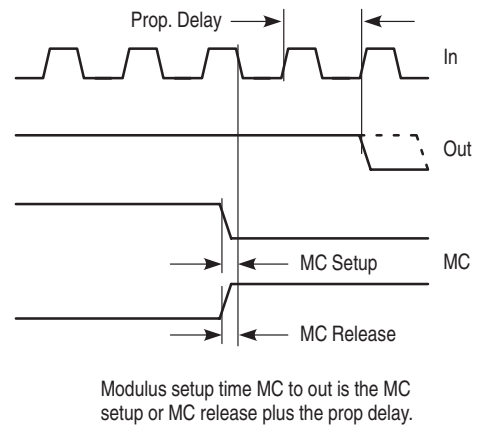 Prop. Delay
In
Out
MC Setup
MC
MC Release
Modulus setup time MC to out is the MC
setup or MC release plus the prop delay.